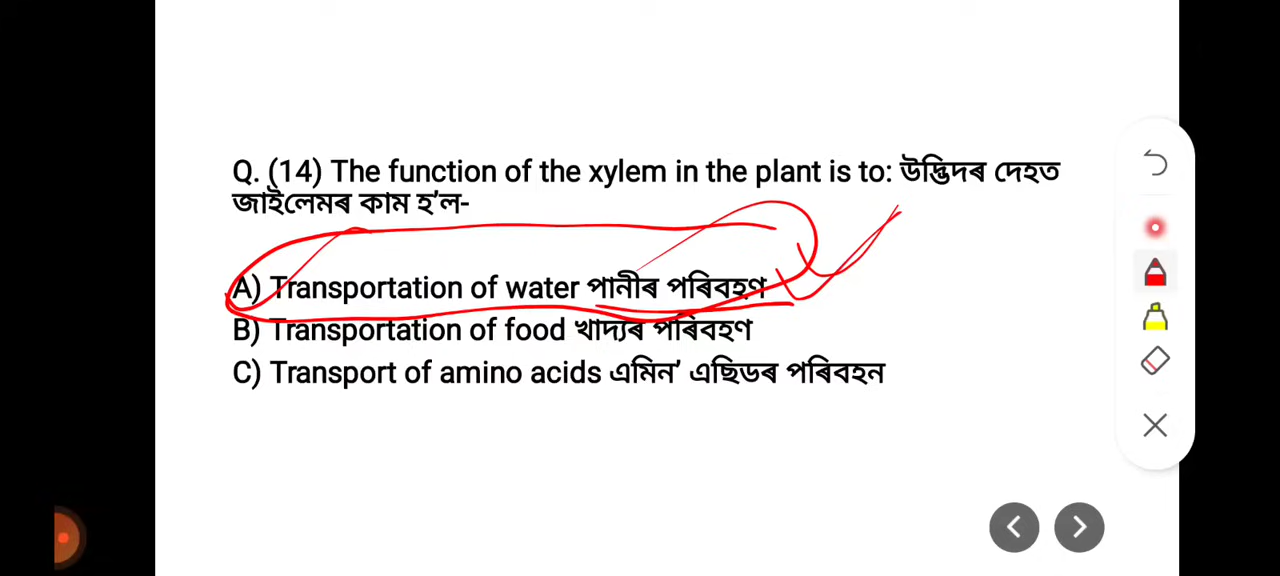 Q. (14) The function of the xylem in the plant is to: উদ্ভিদৰ দেহত
জাইলেমৰ কাম হ'ল-
A) Transportation of water পানীৰ পৰিবহণ
B) Transportation of food খাদ্যৰ পৰিবহণ
C) Transport of amino acids এমিন' এছিডৰ পৰিবহন